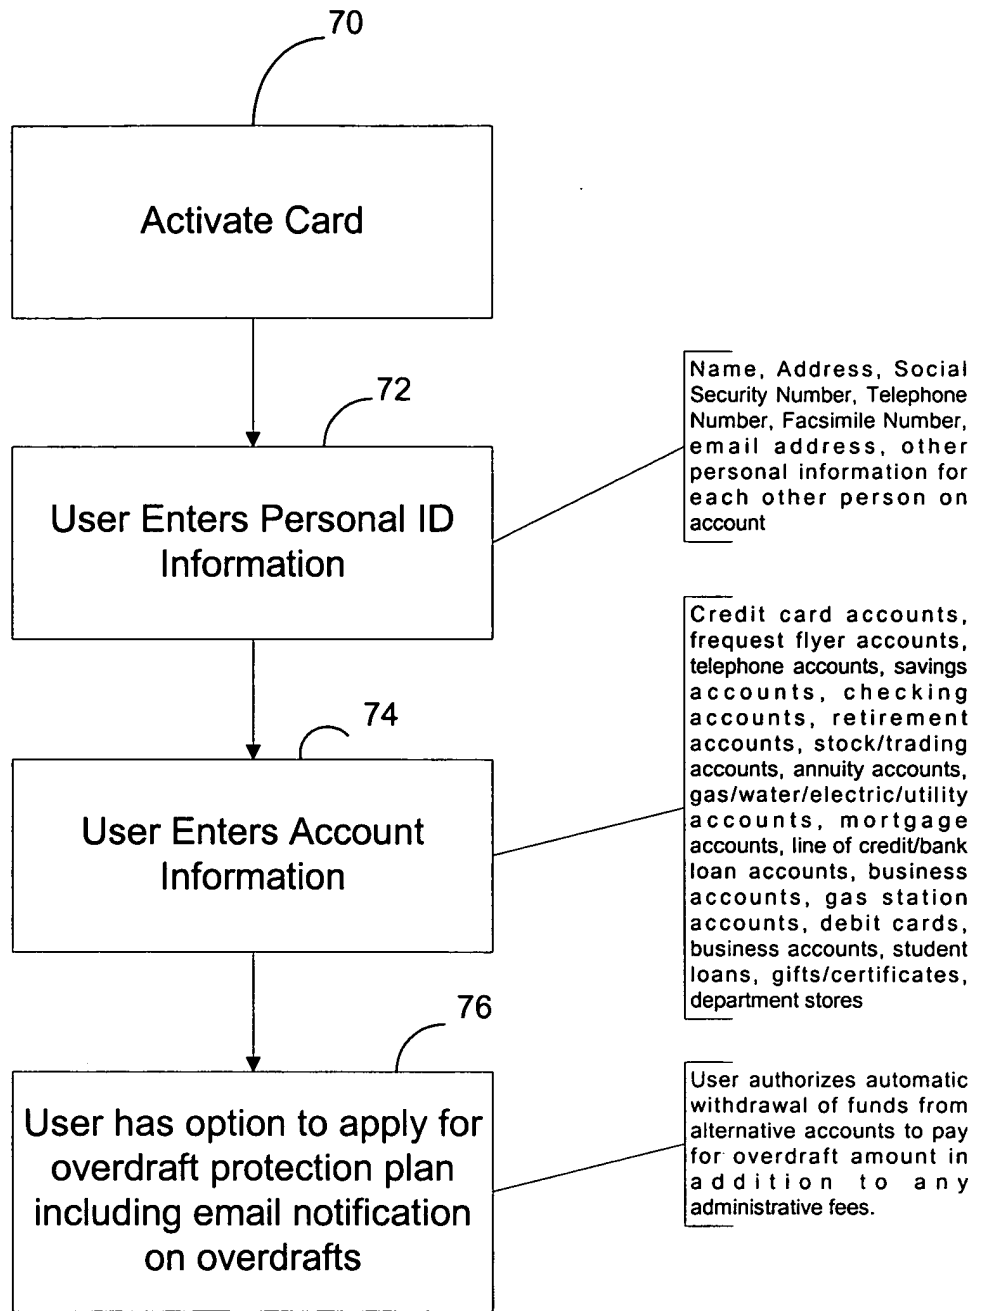 70
Activate Card
72
User Enters Personal ID
Information
Name, Address, Social
Security Number, Telephone
Number, Facsimile Number,
email address, other
personal information for
each other person on
account
74
User Enters Account
Information
Credit card accounts,
frequest flyer accounts,
telephone accounts, savings
accounts, checking
accounts, retirement
accounts, stock/trading
accounts, annuity accounts,
gas/water/electric/utility
accounts, mortgage
accounts, line of credit/bank
loan accounts, business
accounts, gas station
accounts, debit cards,
business accounts, student
loans, gifts/certificates,
department stores
76
User has option to apply for
overdraft protection plan
including email notification
on overdrafts
User authorizes automatic
withdrawal of funds from
alternative accounts to pay
for overdraft amount in
addition to any
administrative fees.